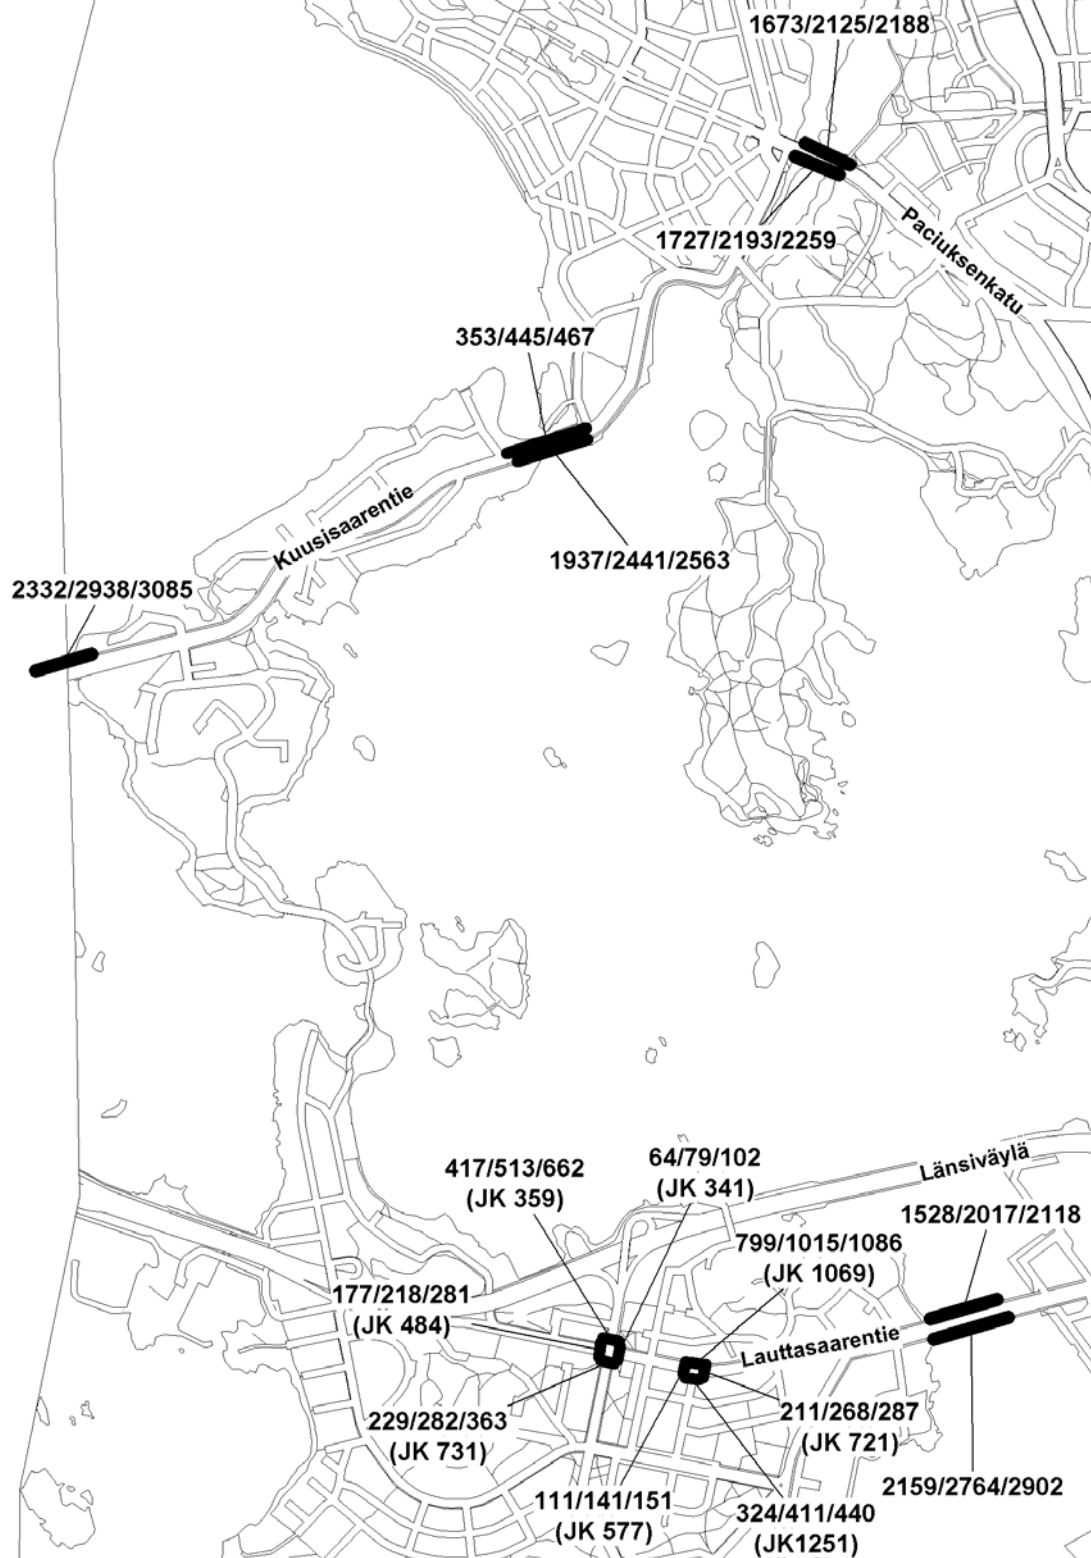 1673/2125/2188
Paciuksenkatu
1727/2193/2259
353/445/467
Kuusisaarentie
1937/2441/2563
2332/2938/3085
Länsiväylä
417/513/662
(JK 359)
64/79/102
(JK 341)
1528/2017/2118
799/1015/1086
(JK 1069)
177/218/281
(JK 484)
Lauttasaarentie
229/282/363
(JK 731)
211/268/287
(JK 721)
2159/2764/2902
111/141/151
(JK 577)
324/411/440
(JK1251)